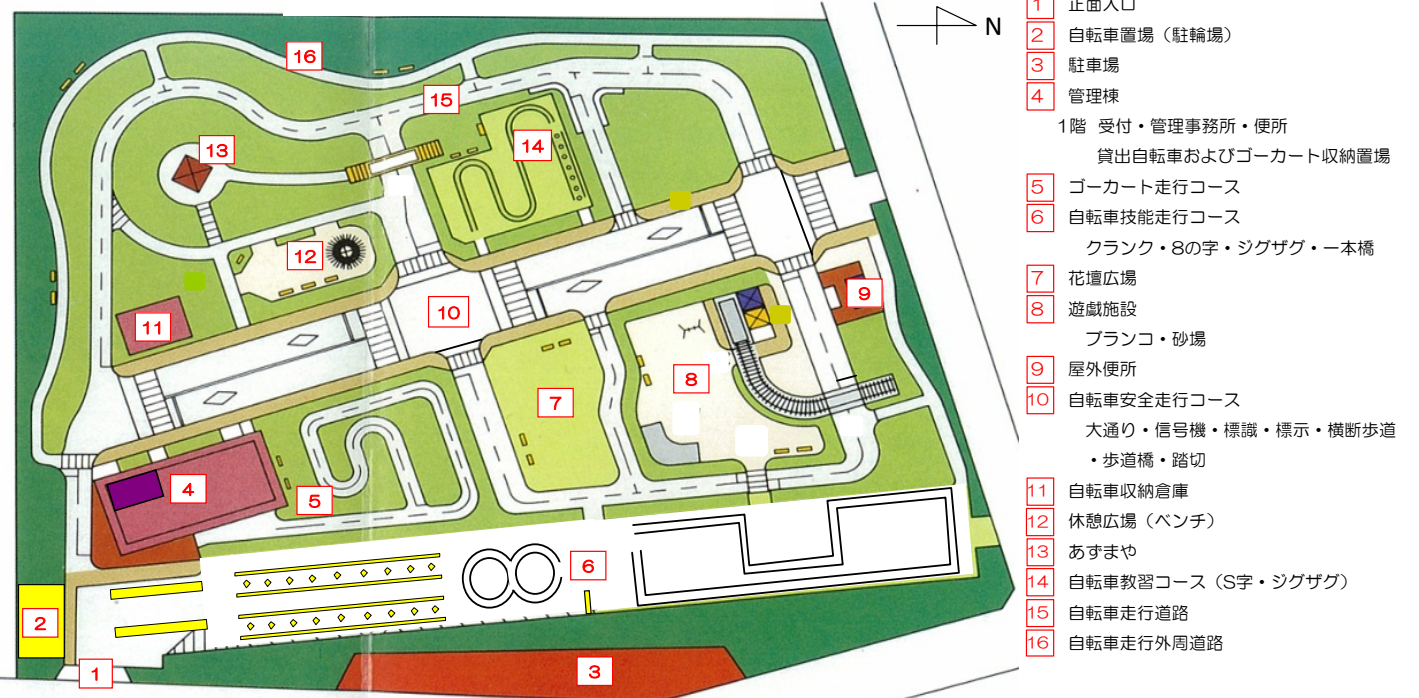 N
16
15
13
14
12
11
10
9
8
7
4
5
6
2
1
3
1 正面入口
2 自転車置場（駐輪場）
3 駐車場
4 管理棟
1階 受付・管理事務所・便所
貸出自転車およびゴーカート収納置場
5 ゴーカート走行コース
6 自転車技能走行コース
クランク・8の字・ジグザグ・一本橋
7 花壇広場
8 遊戯施設
ブランコ・砂場
9 屋外便所
10 自転車安全走行コース
大通り・信号機・標識・標示・横断歩道
・歩道橋・踏切
11 自転車収納倉庫
12 休憩広場（ベンチ）
13 あずまや
14 自転車教習コース（S字・ジグザグ）
15 自転車走行道路
16 自転車走行外周道路